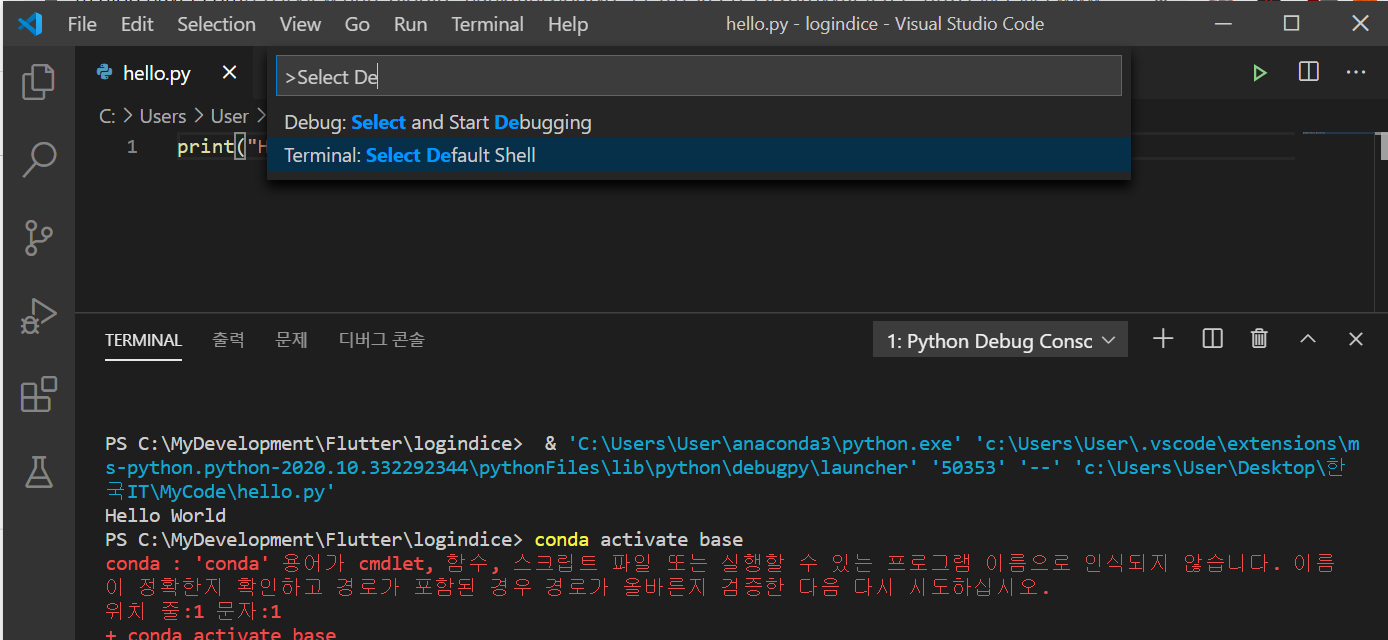 File Edit Selection View Go Run Terminal Help hello.py - logindice - Visual Studio Code
hello.py
>Select De
C: > Users > User >
Debug: Select and Start Debugging
1 print("H
Terminal: Select Default Shell
TERMINAL 출력 문제 디버그 콘솔 1: Python Debug Consc
PS C:\MyDevelopment\Flutter\logindice> & 'C:\Users\User\anaconda3\python.exe' 'c:\Users\User\.vscode\extensions\m
s-python.python-2020.10.332292344\pythonFiles\lib\python\debugpy\launcher' '50353' '--' 'c:\Users\User\Desktop\한
국IT\MyCode\hello.py'
Hello World
PS C:\MyDevelopment\Flutter\logindice> conda activate base
conda : 'conda' 용어가 cmdlet, 함수, 스크립트 파일 또는 실행할 수 있는 프로그램 이름으로 인식되지 않습니다. 이름
이 정확한지 확인하고 경로가 포함된 경우 경로가 올바른지 검증한 다음 다시 시도하십시오.
위치 줄:1 문자:1
+ conda activate base